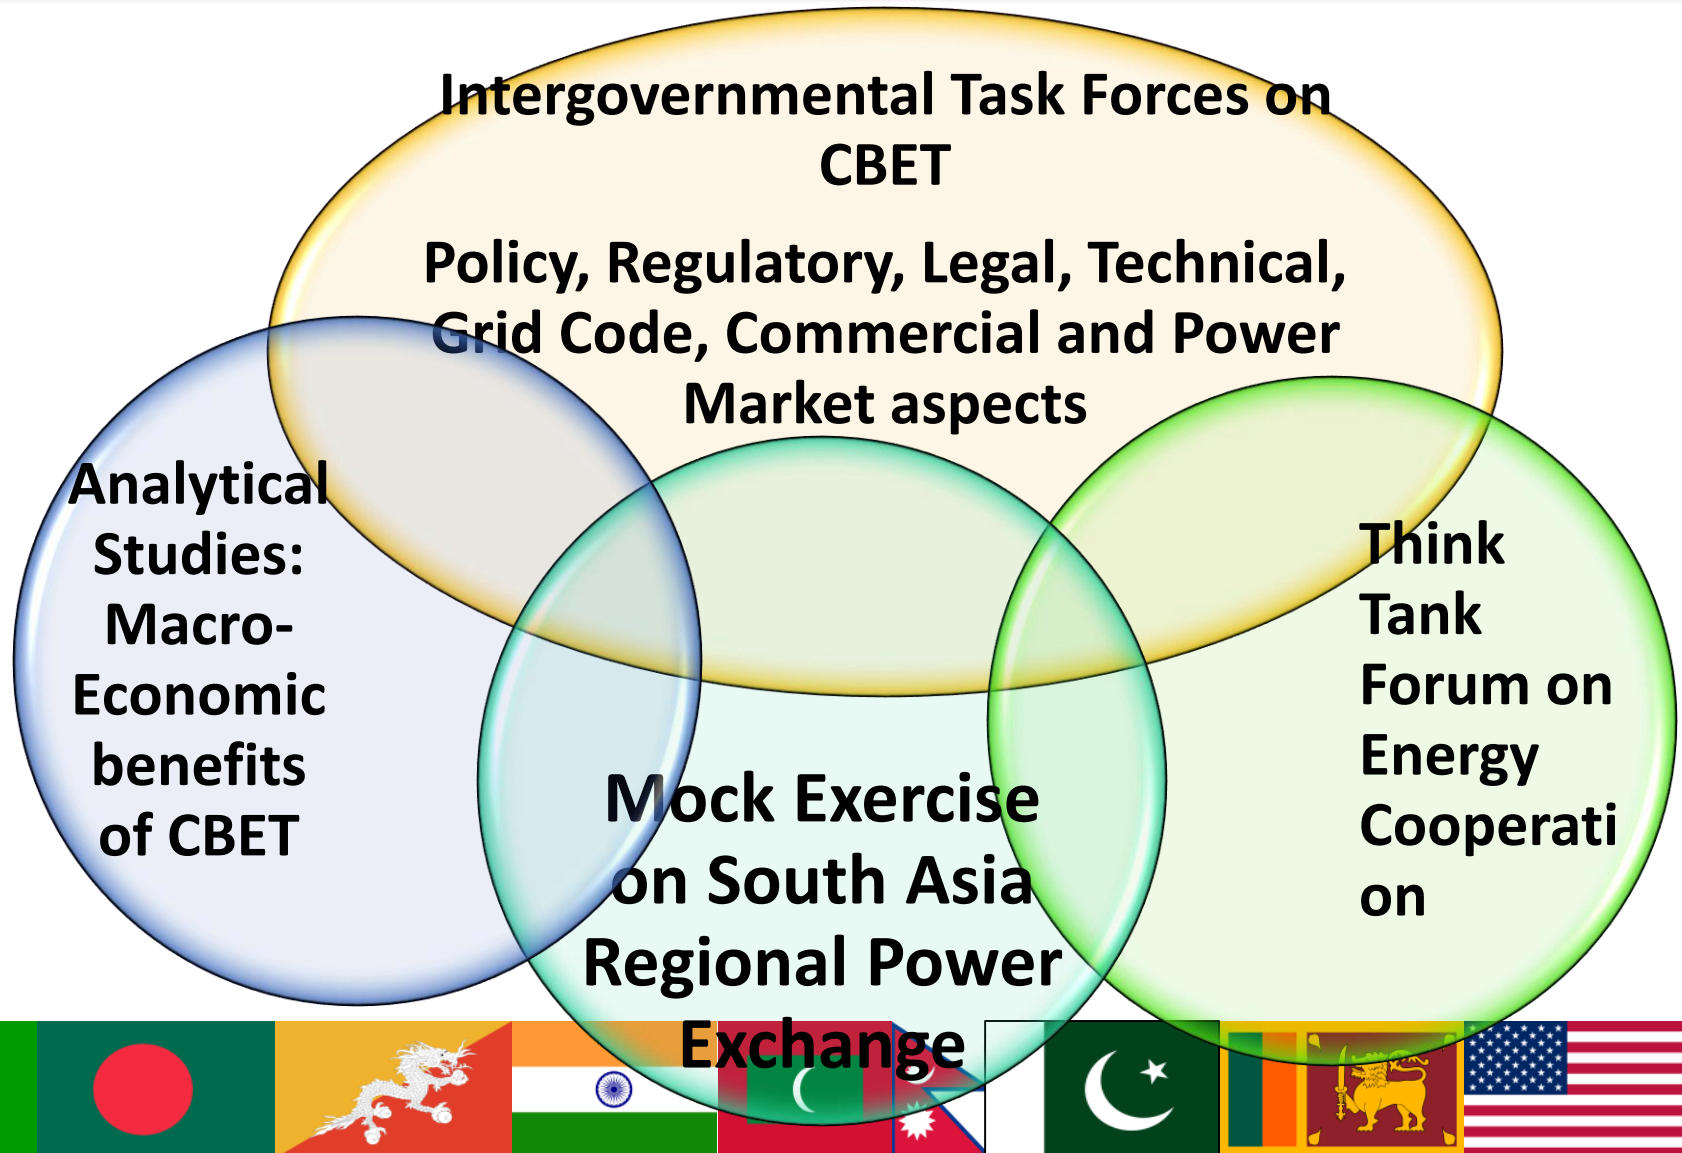 Intergovernmental Task Forces on
CBET
Policy, Regulatory, Legal, Technical,
Grid Code, Commercial and Power
Market aspects
Analytical
Studies:
Macro-
Economic
benefits
of CBET
Mock Exercise
on South Asia
Regional Power
Exchange
Think
Tank
Forum on
Energy
Cooperati
on